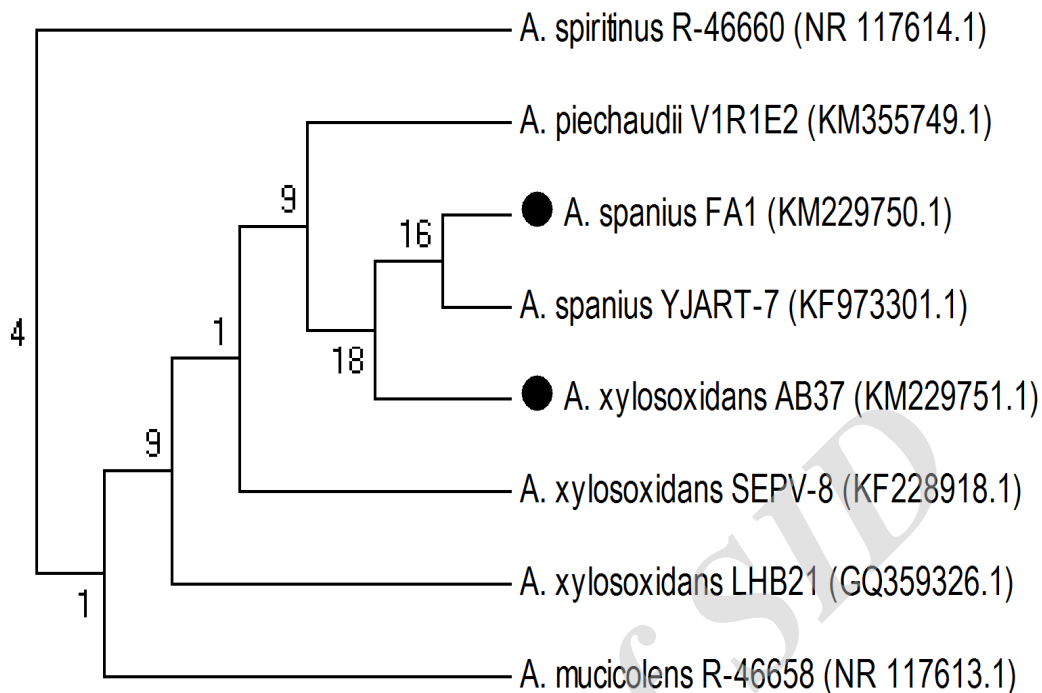 A. spiritinus R-46660 (NR 117614.1)
A. piechaudii V1R1E2 (KM355749.1)
9
A. spanius FA1 (KM229750.1)
16
A. spanius YJART-7 (KF973301.1)
4
1
18
A. xylosoxidans AB37 (KM229751.1)
9
A. xylosoxidans SEPV-8 (KF228918.1)
A. xylosoxidans LHB21 (GQ359326.1)
1
A. mucicolens R-46658 (NR 117613.1)
f SID